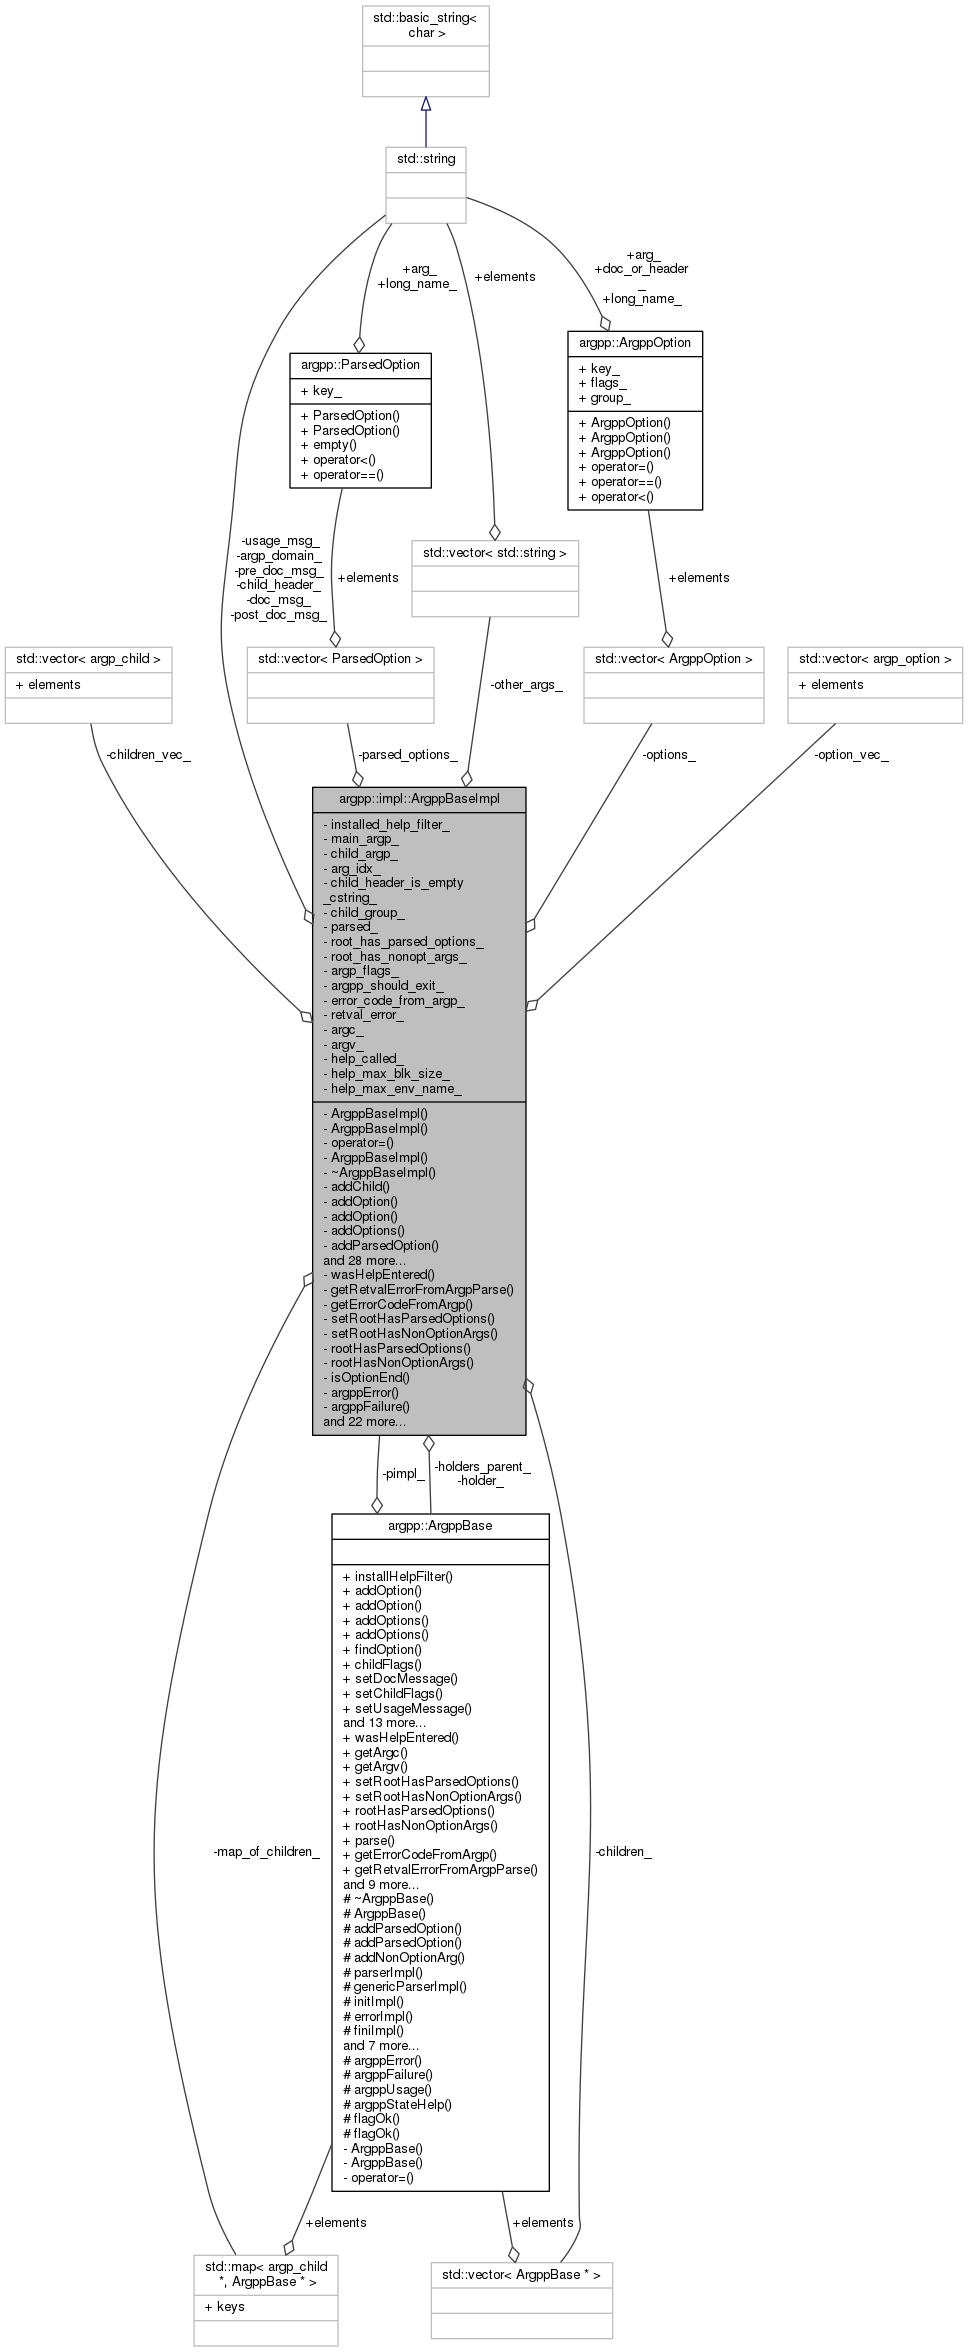 std::basic_string<
char >
std::string
+arg_
+long_name_
+elements
+arg_
+doc_or_header
_
+long_name_
argpp::ParsedOption
+ key_
+ ParsedOption()
+ ParsedOption()
+ empty()
+ operator<()
+ operator==()
argpp::ArgppOption
+ key_
+ flags_
+ group_
+ ArgppOption()
+ ArgppOption()
+ ArgppOption()
+ operator=()
+ operator==()
+ operator<()
-usage_msg_
-argp_domain_
-pre_doc_msg_
-child_header_
-doc_msg_
-post_doc_msg_
+elements
std::vector< std::string >
+elements
std::vector< argp_child >
+ elements
std::vector< ParsedOption >
-other_args_
std::vector< ArgppOption >
std::vector< argp_option >
+ elements
-children_vec_
-parsed_options_
-options_
-option_vec_
argpp::impl::ArgppBaseImpl
- installed_help_filter_
- main_argp_
- child_argp_
- arg_idx_
- child_header_is_empty
_cstring_
- child_group_
- parsed_
- root_has_parsed_options_
- root_has_nonopt_args_
- argp_flags_
- argpp_should_exit_
- error_code_from_argp_
- retval_error_
- argc_
- argv_
- help_called_
- help_max_blk_size_
- help_max_env_name_
- ArgppBaseImpl()
- ArgppBaseImpl()
- operator=()
- ArgppBaseImpl()
- ~ArgppBaseImpl()
- addChild()
- addOption()
- addOption()
- addOptions()
- addParsedOption()
and 28 more...
- wasHelpEntered()
- getRetvalErrorFromArgpParse()
- getErrorCodeFromArgp()
- setRootHasParsedOptions()
- setRootHasNonOptionArgs()
- rootHasParsedOptions()
- rootHasNonOptionArgs()
- isOptionEnd()
- argppError()
- argppFailure()
and 22 more...
-pimpl_
-holders_parent_
-holder_
argpp::ArgppBase
+ installHelpFilter()
+ addOption()
+ addOption()
+ addOptions()
+ addOptions()
+ findOption()
+ childFlags()
+ setDocMessage()
+ setChildFlags()
+ setUsageMessage()
and 13 more...
+ wasHelpEntered()
+ getArgc()
+ getArgv()
+ setRootHasParsedOptions()
+ setRootHasNonOptionArgs()
+ rootHasParsedOptions()
+ rootHasNonOptionArgs()
+ parse()
+ getErrorCodeFromArgp()
+ getRetvalErrorFromArgpParse()
and 9 more...
# ~ArgppBase()
# ArgppBase()
# addParsedOption()
# addParsedOption()
# addNonOptionArg()
# parserImpl()
# genericParserImpl()
# initImpl()
# errorImpl()
# finiImpl()
and 7 more...
# argppError()
# argppFailure()
# argppUsage()
# argppStateHelp()
# flagOk()
# flagOk()
- ArgppBase()
- ArgppBase()
- operator=()
-map_of_children_
-children_
+elements
+elements
std::map< argp_child
*, ArgppBase * >
+ keys
std::vector< ArgppBase * >